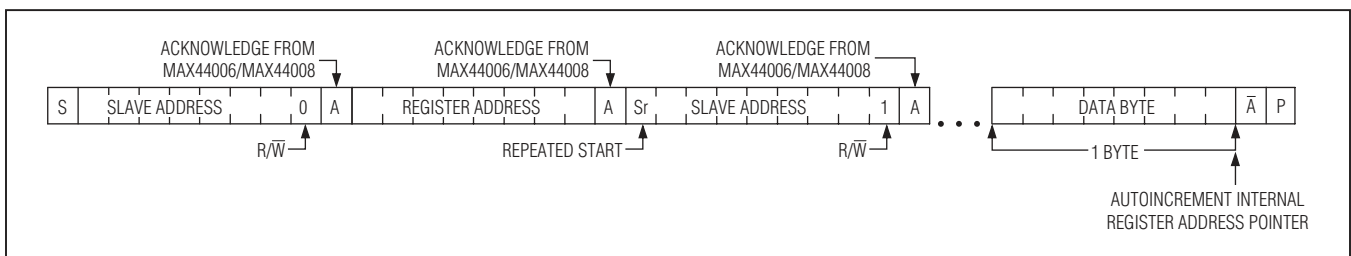 ACKNOWLEDGE FROM
MAX44006/MAX44008
ACKNOWLEDGE FROM
MAX44006/MAX44008
ACKNOWLEDGE FROM
MAX44006/MAX44008
S SLAVE ADDRESS 0 A REGISTER ADDRESS A Sr SLAVE ADDRESS 1 A • • • DATA BYTE A̅ P
R/W̅ REPEATED START R/W̅ 1 BYTE
AUTOINCREMENT INTERNAL
REGISTER ADDRESS POINTER